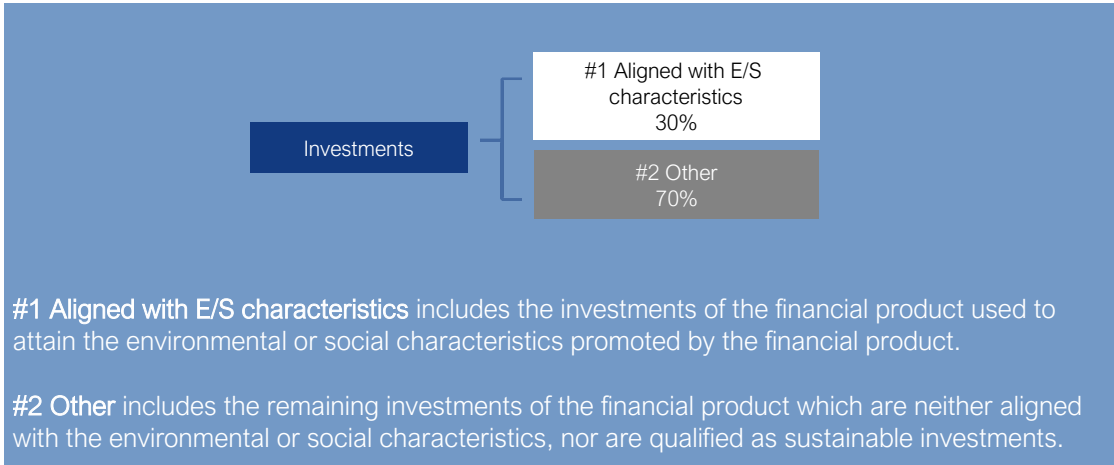 #1 Aligned with E/S
characteristics
30%
Investments
#2 Other
70%
#1 Aligned with E/S characteristics includes the investments of the financial product used to
attain the environmental or social characteristics promoted by the financial product.
#2 Other includes the remaining investments of the financial product which are neither aligned
with the environmental or social characteristics, nor are qualified as sustainable investments.